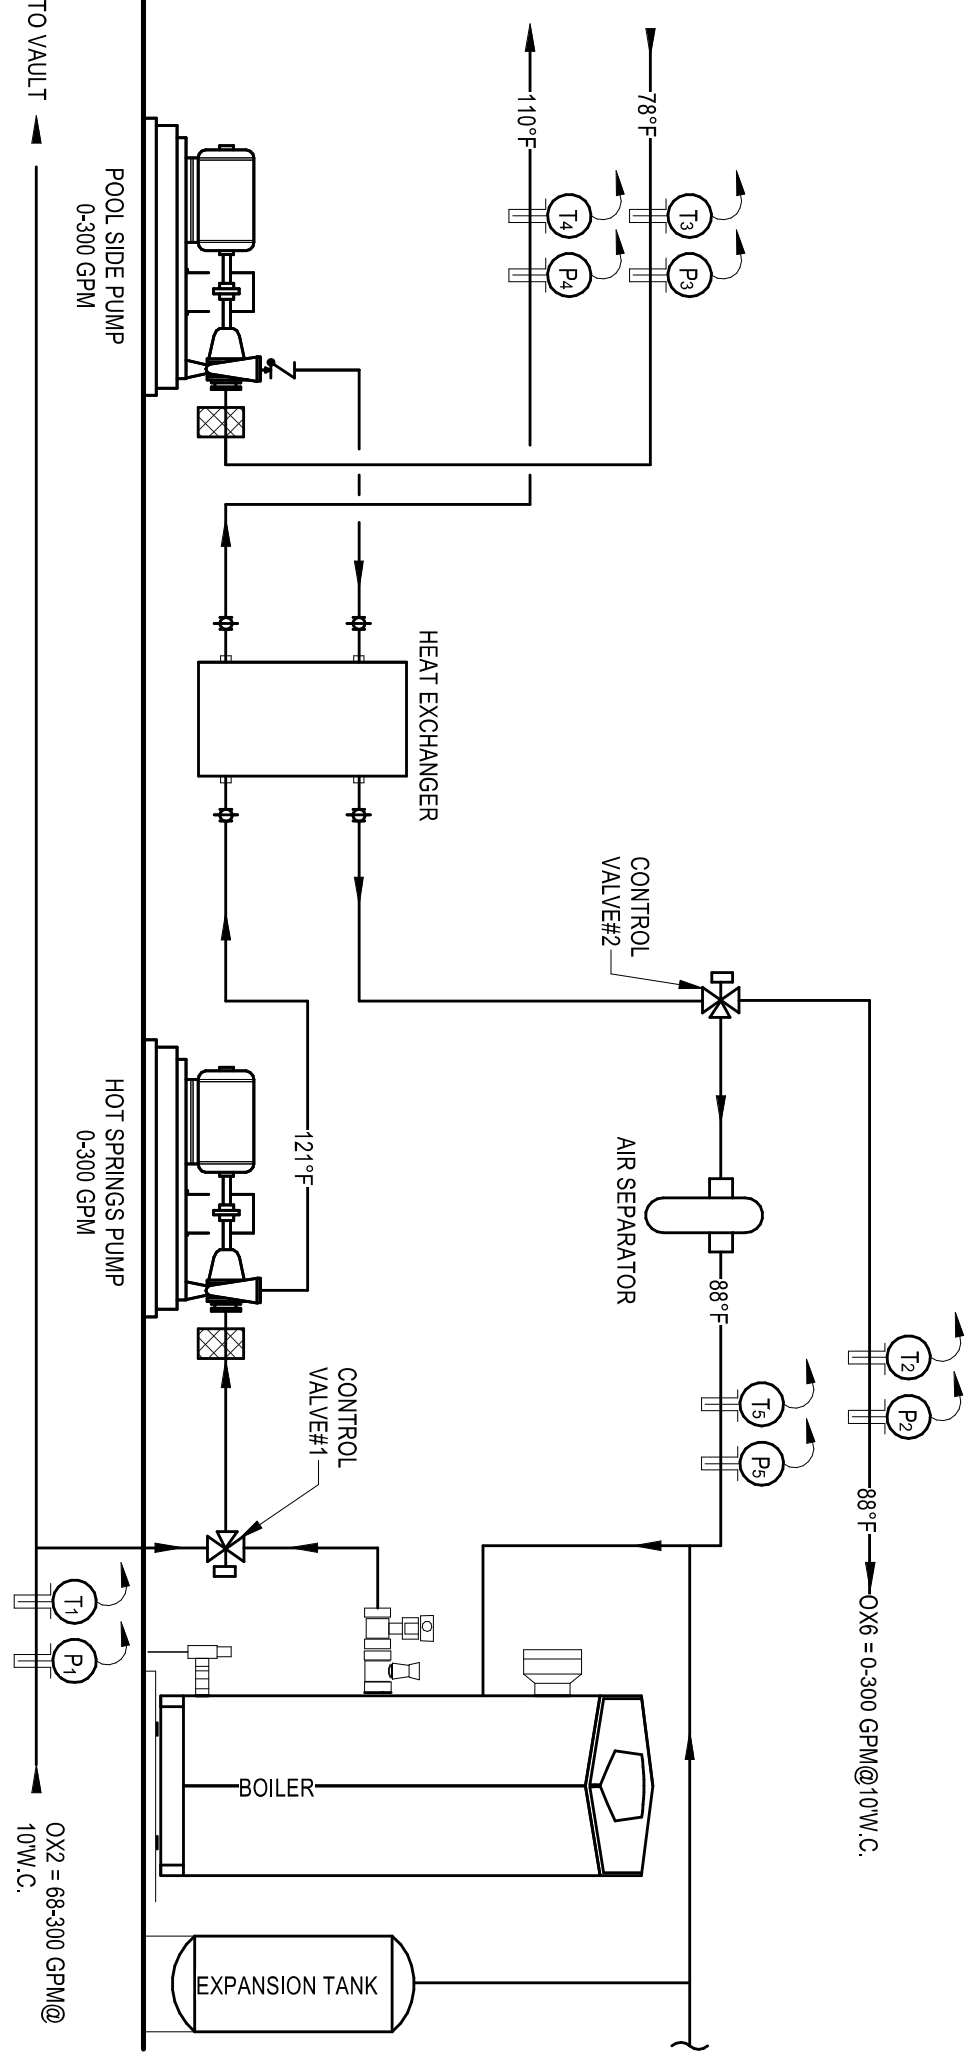 OX6 = 0-300 GPM@10'W.C.
88°F
T2
P2
T5
P5
88°F
AIR SEPARATOR
CONTROL
VALVE#2
78°F
T3
P3
110°F
T4
P4
HEAT EXCHANGER
121°F
CONTROL
VALVE#1
BOILER
EXPANSION TANK
POOL SIDE PUMP
0-300 GPM
HOT SPRINGS PUMP
0-300 GPM
T1
P1
TO VAULT
OX2 = 68-300 GPM@
10'W.C.